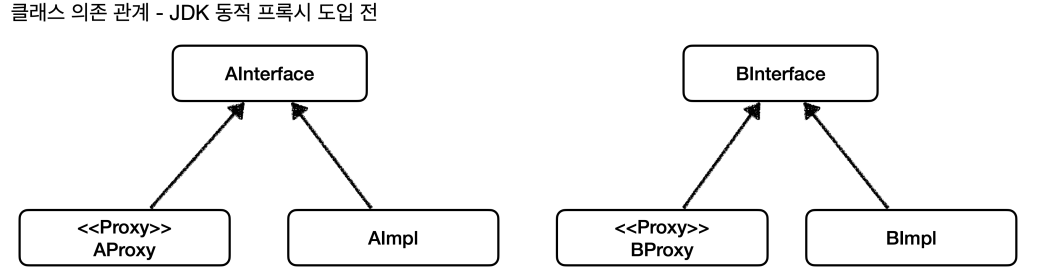 클래스 의존 관계 - JDK 동적 프록시 도입 전
AInterface
BInterface
<<Proxy>>
AProxy
AImpl
<<Proxy>>
BProxy
BImpl